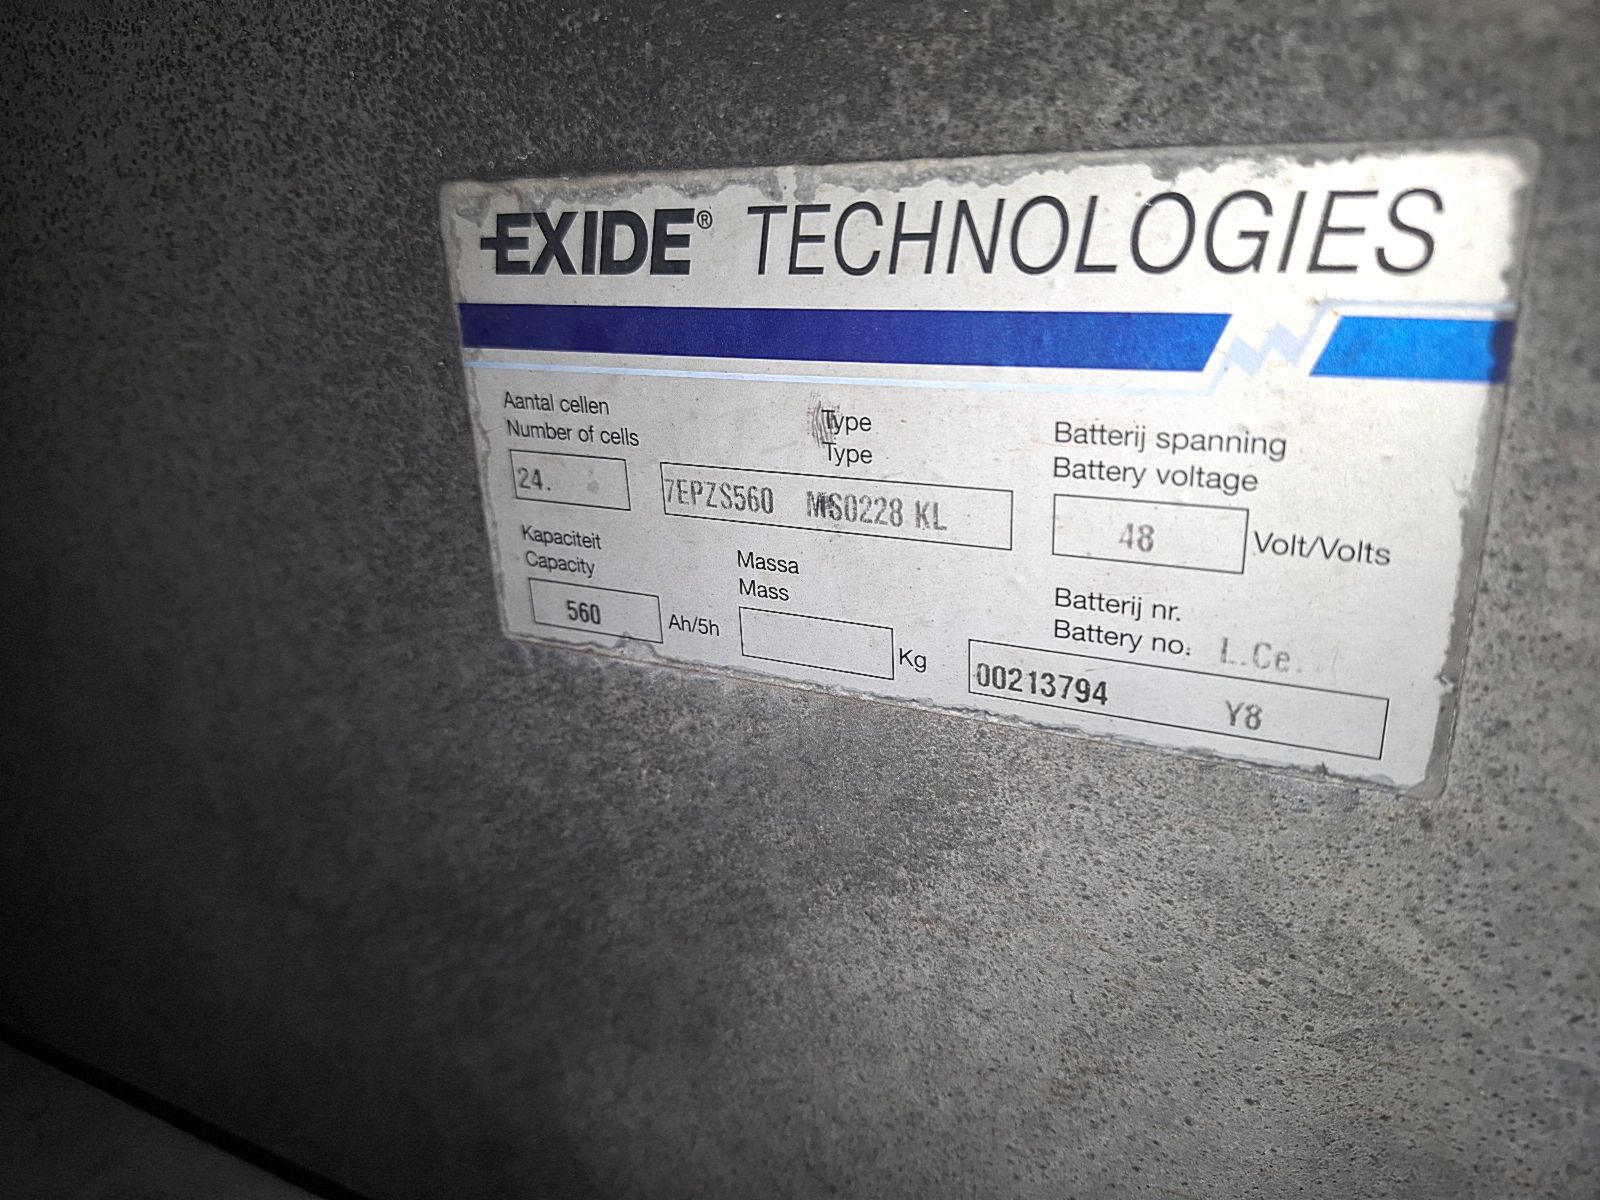 EXIDE® TECHNOLOGIES
Aantal cellen
Number of cells
24.
Type
Type
7EPZS560 MS0228 KL
Batterij spanning
Battery voltage
48 Volt/Volts
Kapaciteit
Capacity
560 Ah/5h
Massa
Mass
Kg
Batterij nr.
Battery no. L.Ce.
00213794 Y8